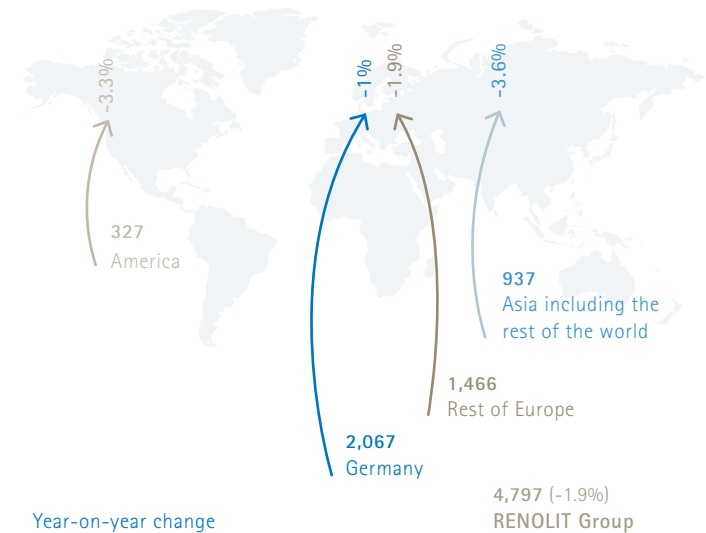 -3.3%
-1%
-1.9%
-3.6%
327
America
937
Asia including the
rest of the world
1,466
Rest of Europe
2,067
Germany
4,797 (-1.9%)
RENOLIT Group
Year-on-year change